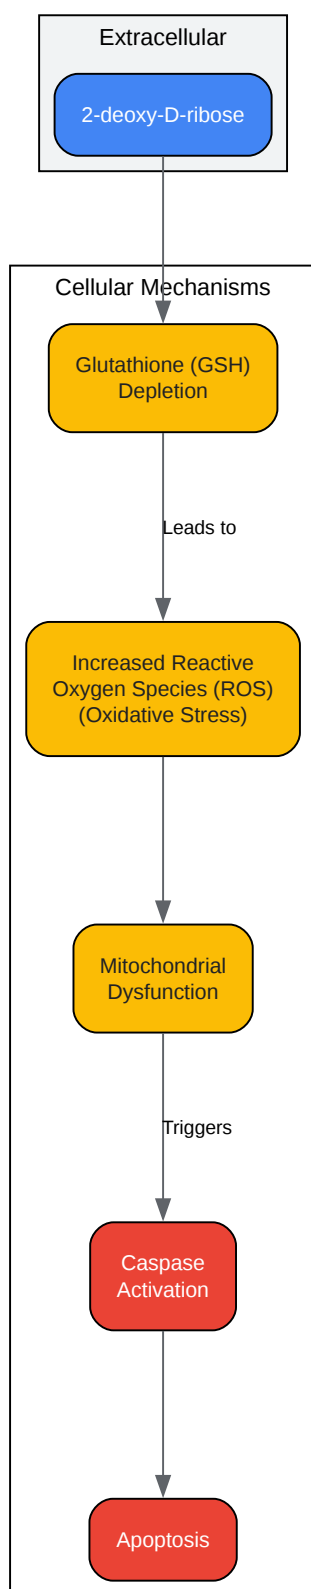 Extracellular
2-deoxy-D-ribose
Cellular Mechanisms
Glutathione (GSH)
Depletion
Leads to
Increased Reactive
Oxygen Species (ROS)
(Oxidative Stress)
Mitochondrial
Dysfunction
Triggers
Caspase
Activation
Apoptosis